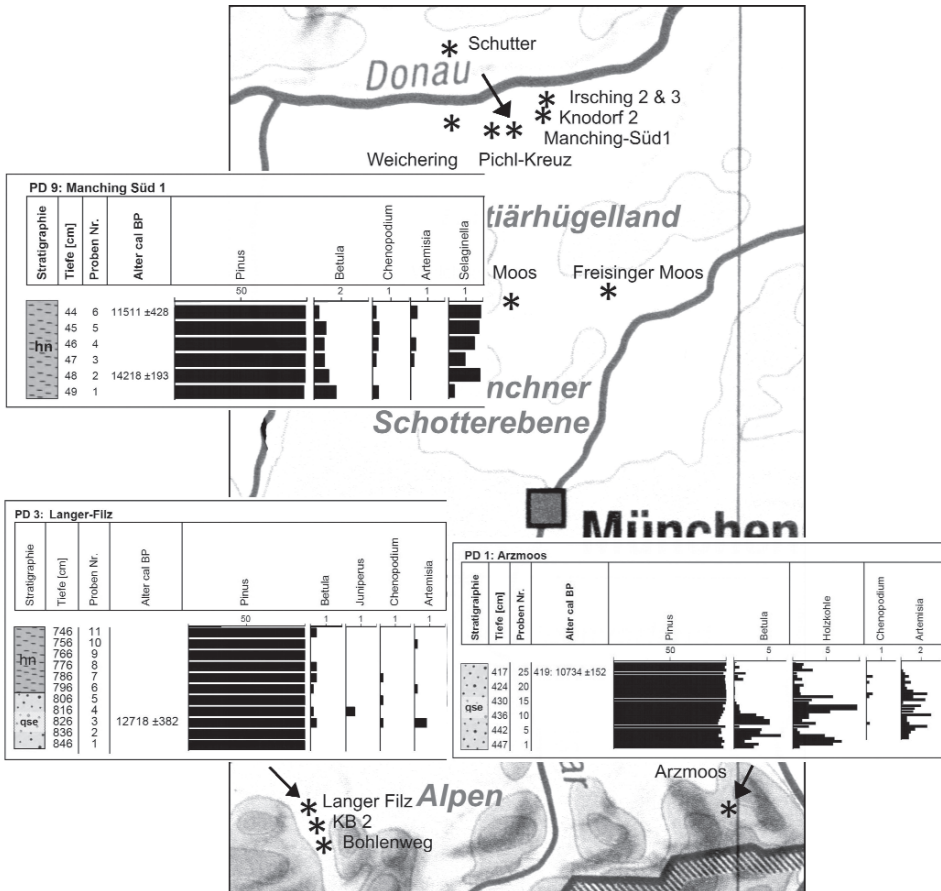 Schutter
Donau
Irsching 2 & 3
Knodorf 2
Manching-Süd1
Weichering Pichl-Kreuz
PD 9: Manching Süd 1
Stratigraphie
Tiefe [cm]
Proben Nr.
Alter cal BP
Pinus
Betula
Chenopodium
Artemisia
Selaginella
50 2 1 1 1
44 6 11511 ±428
45 5
46 4
47 3
48 2 14218 ±193
49 1
hn
tiärhügelland
Moos
Freisinger Moos
nchner
Schotterebene
München
PD 3: Langer-Filz
Stratigraphie
Tiefe [cm]
Proben Nr.
Alter cal BP
Pinus
Betula
Juniperus
Chenopodium
Artemisia
50 1 1 1 1
746 11
756 10
766 9
776 8
786 7
796 6
806 5
816 4
826 3 12718 ±382
836 2
846 1
hn
qse
PD 1: Arzmoos
Stratigraiphie
Tiefe [cm]
Proben Nr.
Alter cal BP
Pinus
Betula
Holzkohle
Chenopodium
Artemisia
50 5 5 1 2
417 25 419: 10734 ±152
424 20
430 15
436 10
442 5
447 1
qse
ar
Arzmoos
Langer Filz
Alpen
KB 2
Bohlenweg